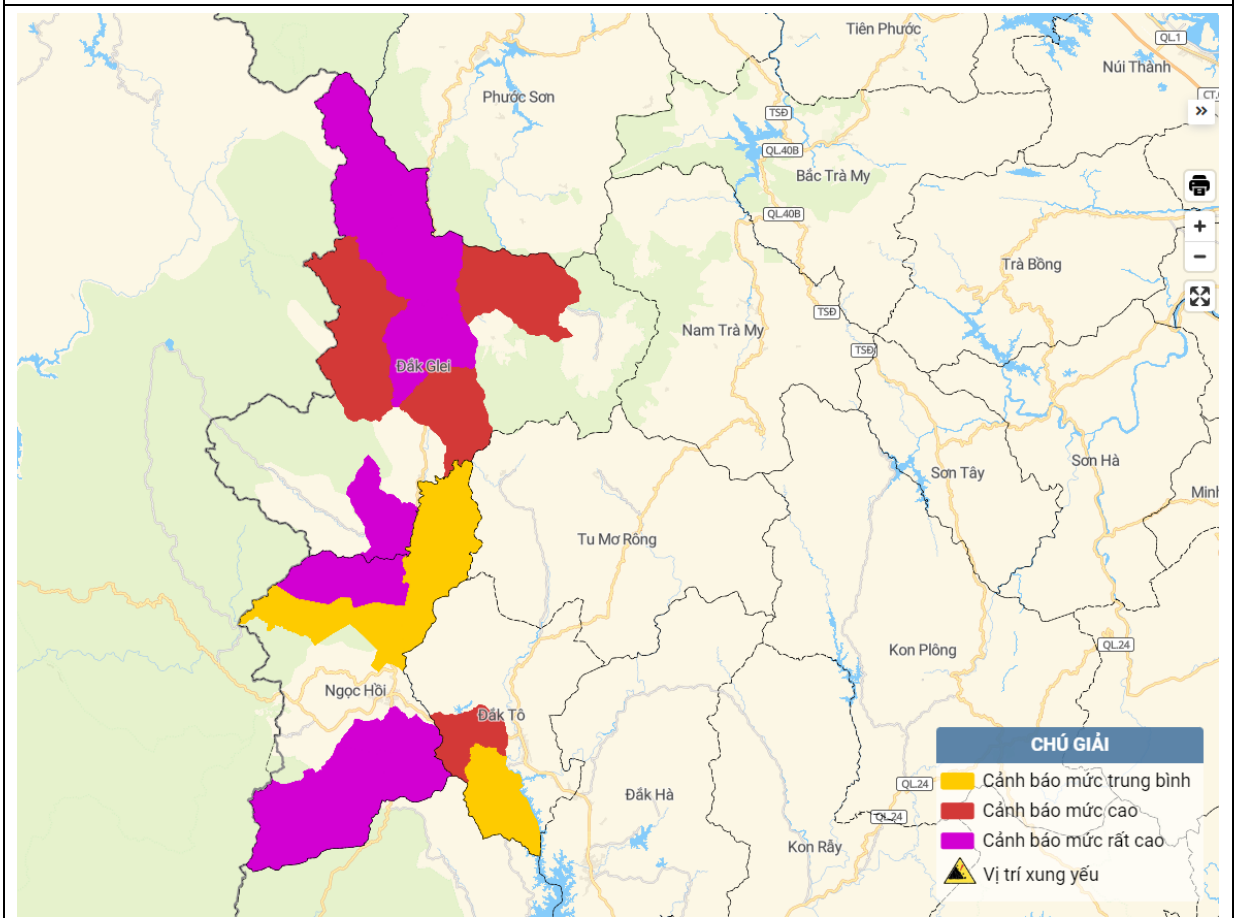 Tiên Phước
QL.1
Núi Thành
Phước Sơn
CT.
»
TSĐ
QL.40B
Bắc Trà My
QL.40B
Trà Bồng
TSĐ
Nam Trà My
TSĐ
Đắk Glei
Sơn Hà
Sơn Tây
Minh
Tu Mơ Rông
QL.24
Kon Plông
Ngọc Hồi
Đắk Tô
CHÚ GIẢI
Cảnh báo mức trung bình
QL.24
Đắk Hà
Cảnh báo mức cao
QL.24
Cảnh báo mức rất cao
Kon Rẫy
Vị trí xung yếu